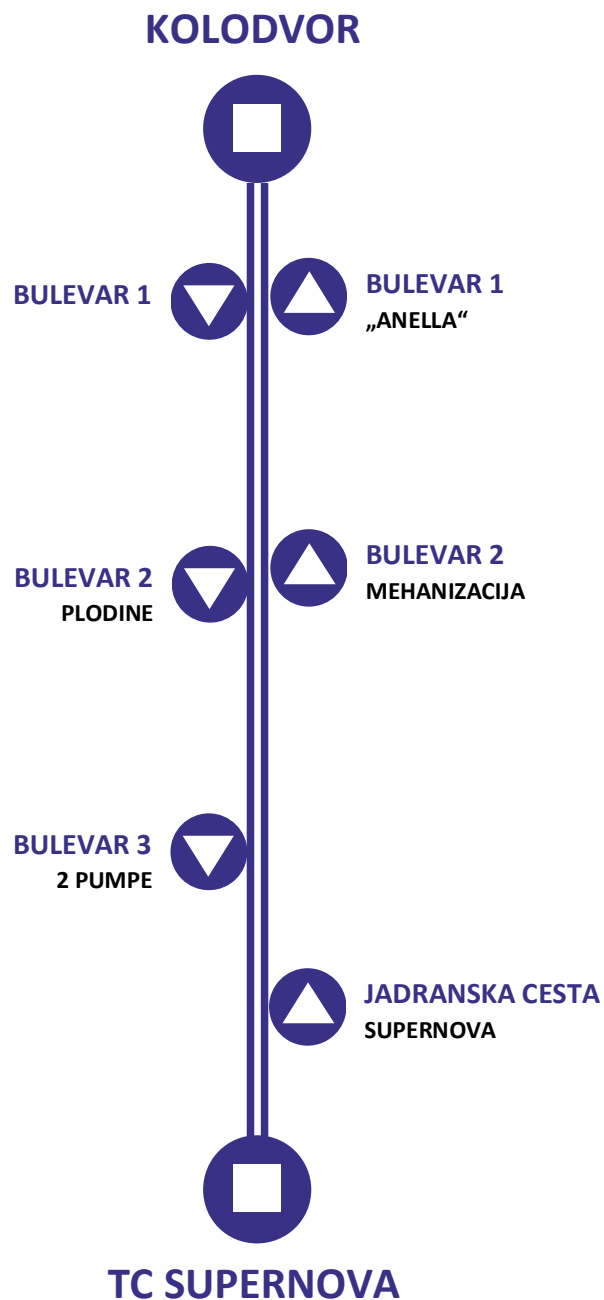 KOLODVOR
BULEVAR 1
BULEVAR 1
„ANELLA“
BULEVAR 2
PLODINE
BULEVAR 2
MEHANIZACIJA
BULEVAR 3
2 PUMPE
JADRANSKA CESTA
SUPERNOVA
TC SUPERNOVA